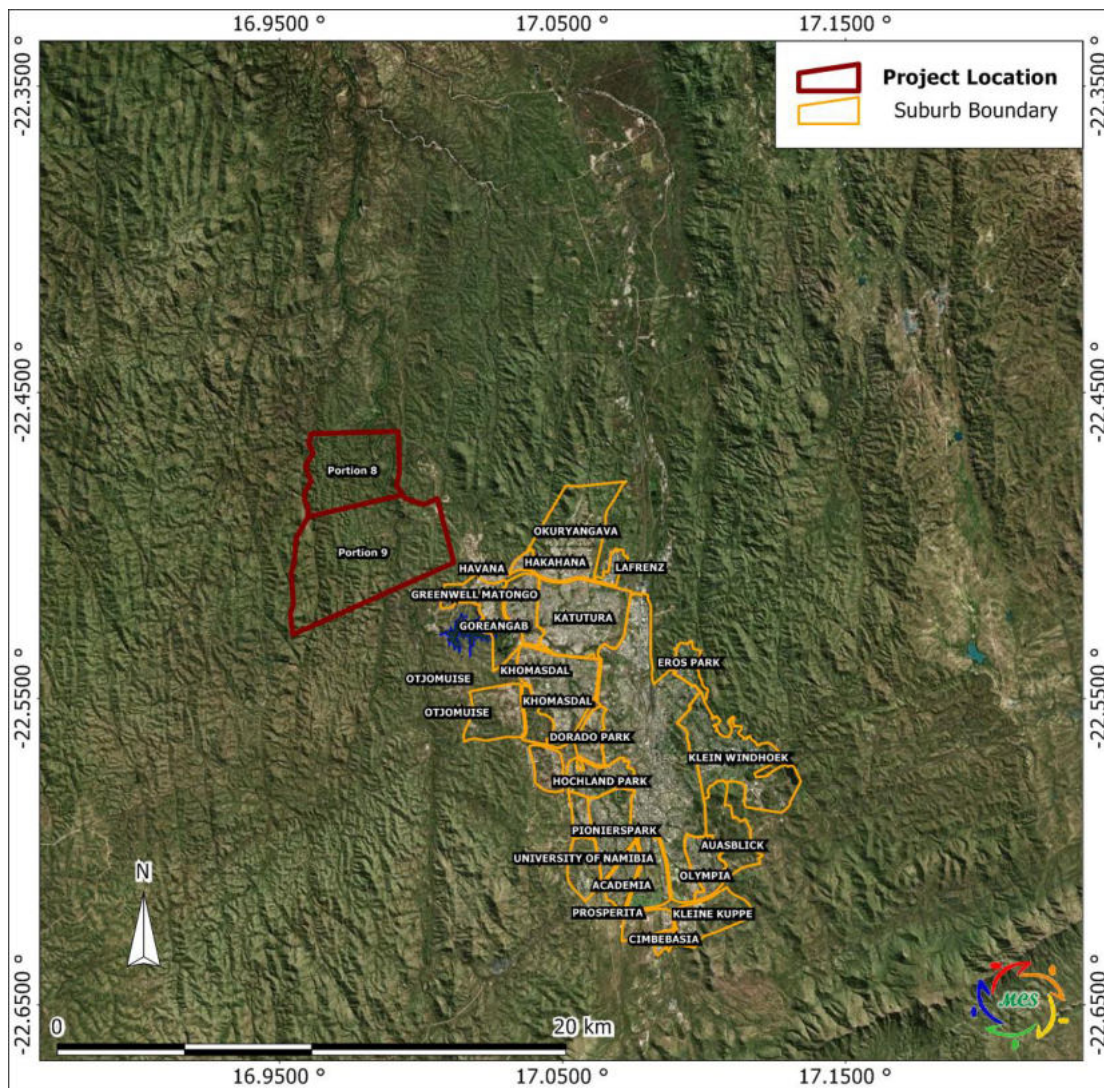 16.9500 °
17.0500 °
17.1500 °
-22.3500 °
-22.3500 °
Project Location
Suburb Boundary
-22.4500 °
-22.4500 °
Portion 8
OKURYANGAVA
Portion 9
HAVANA
HAKAHANA
LAFRENZ
GREENWELL MATONGO
KATUTURA
GOREANGAB
EROS PARK
KHOMASDAL
OTJOMUISE
-22.5500 °
-22.5500 °
KHOMASDAL
OTJOMUISE
DORADO PARK
KLEIN WINDHOEK
HOCHLAND PARK
PIONIERSPARK
AUASBLICK
UNIVERSITY OF NAMIBIA
OLYMPIA
ACADEMIA
N
PROSPERITA
KLEINE KUPPE
CIMBEBASIA
-22.6500 °
-22.6500 °
MCS
0
20 km
16.9500 °
17.0500 °
17.1500 °